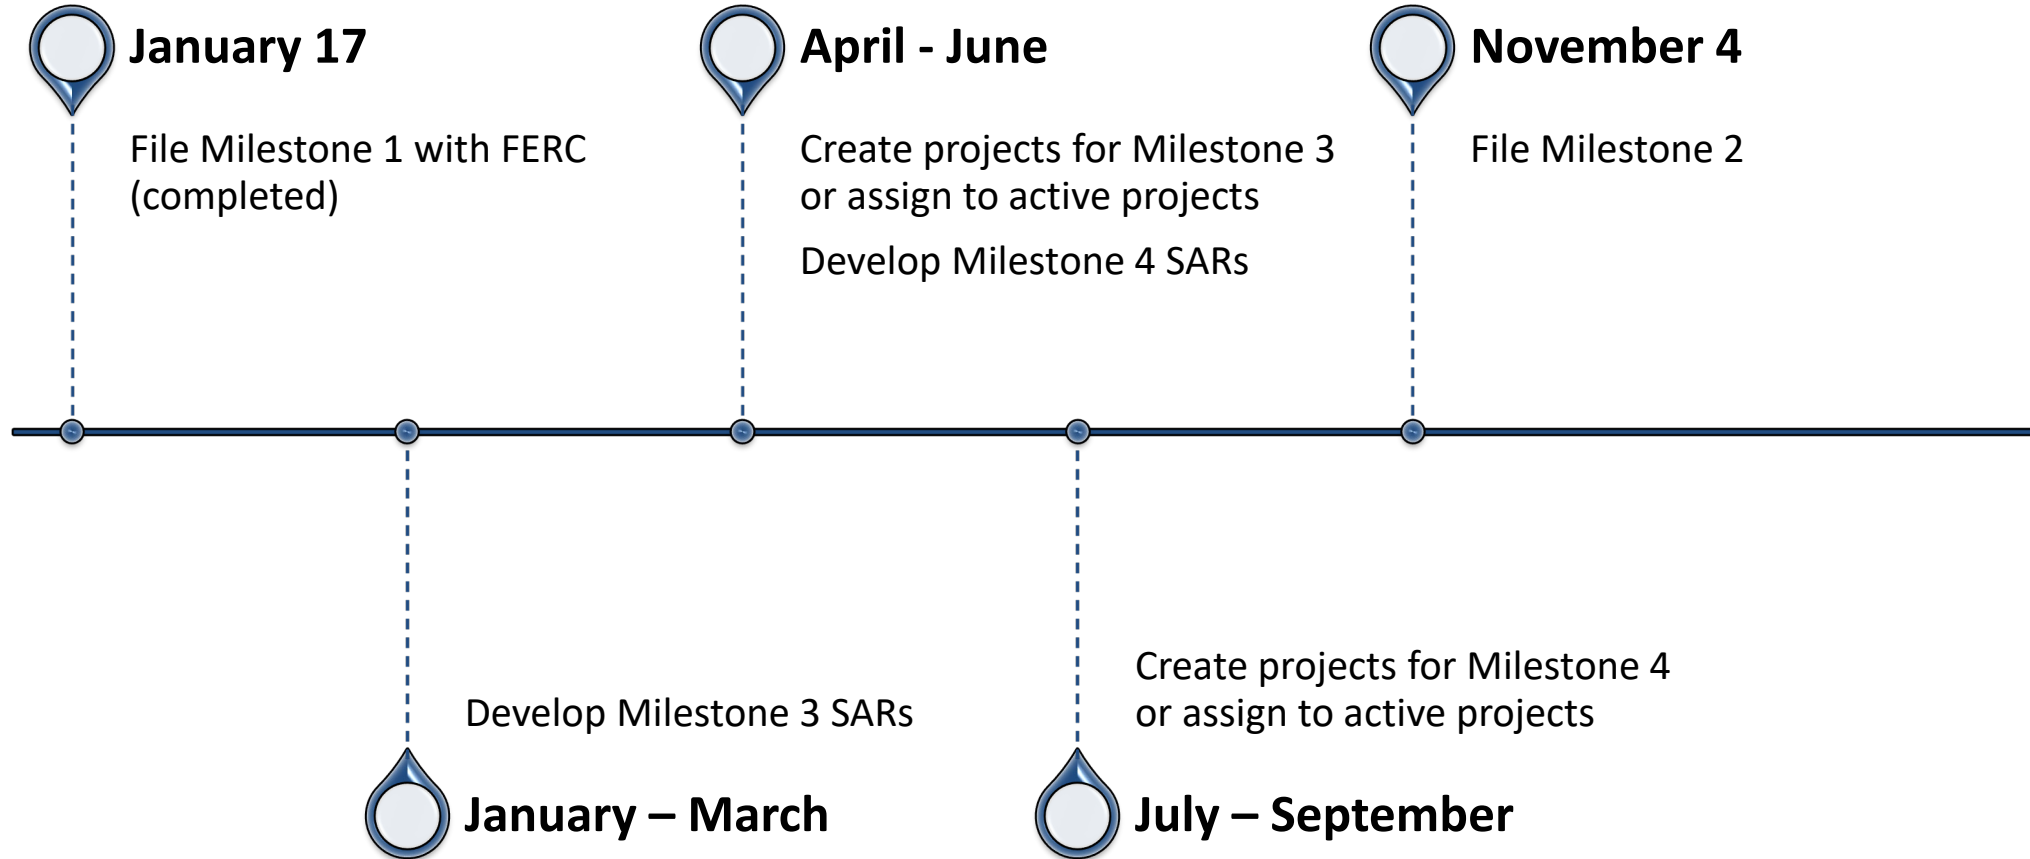 January 17
File Milestone 1 with FERC
(completed)
April - June
Create projects for Milestone 3
or assign to active projects
Develop Milestone 4 SARs
November 4
File Milestone 2
Develop Milestone 3 SARs
January – March
Create projects for Milestone 4
or assign to active projects
July – September